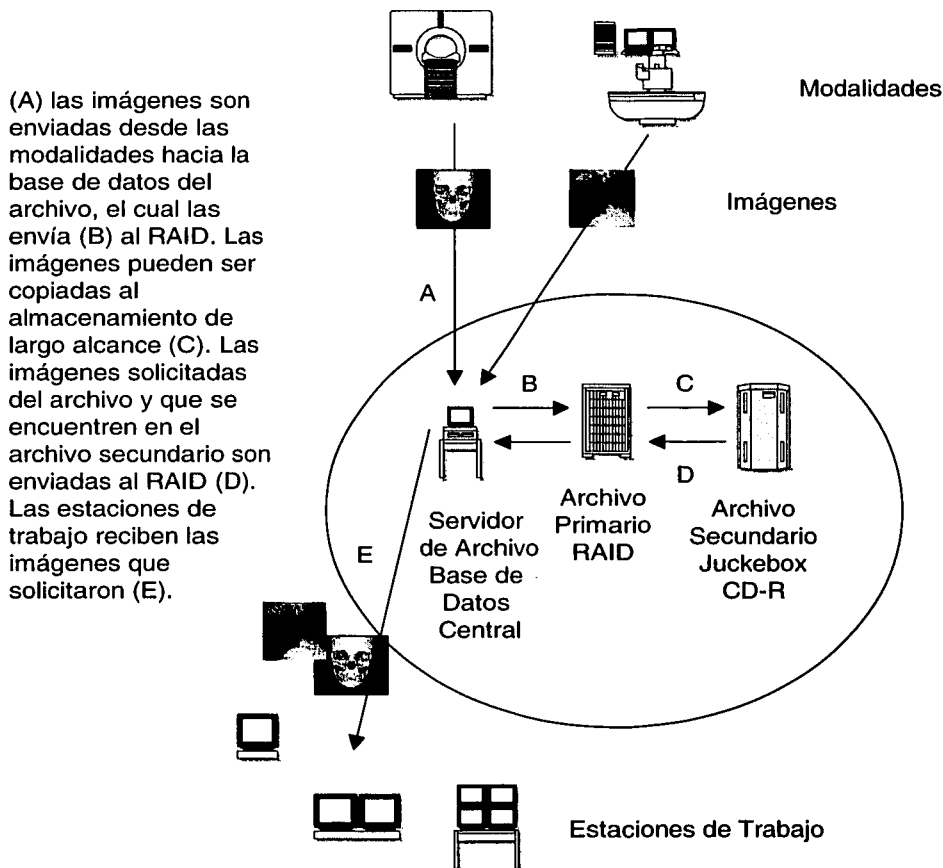 Modalidades
(A) las imágenes son
enviadas desde las
modalidades hacia la
base de datos del
archivo, el cual las
envía (B) al RAID. Las
imágenes pueden ser
copiadas al
almacenamiento de
largo alcance (C). Las
imágenes solicitadas
del archivo y que se
encuentren en el
archivo secundario son
enviadas al RAID (D).
Las estaciones de
trabajo reciben las
imágenes que
solicitaron (E).
Imágenes
A
B
C
D
Servidor
de Archivo
Base de
Datos
Central
Archivo
Primario
RAID
Archivo
Secundario
Juckebox
CD-R
E
Estaciones de Trabajo